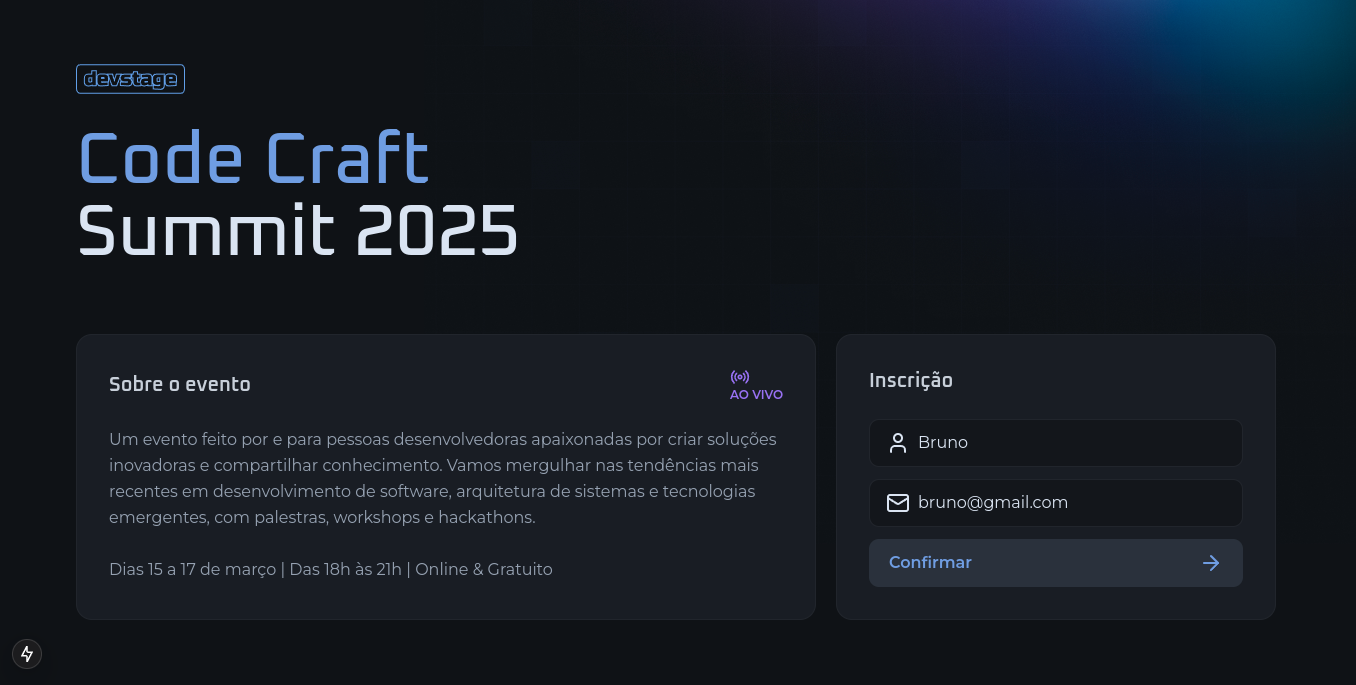 devstage
Code Craft
Summit 2025
Sobre o evento
AO VIVO
Um evento feito por e para pessoas desenvolvedoras apaixonadas por criar soluções
inovadoras e compartilhar conhecimento. Vamos mergulhar nas tendências mais
recentes em desenvolvimento de software, arquitetura de sistemas e tecnologias
emergentes, com palestras, workshops e hackathons.
Dias 15 a 17 de março | Das 18h às 21h | Online & Gratuito
Inscrição
Bruno
bruno@gmail.com
Confirmar